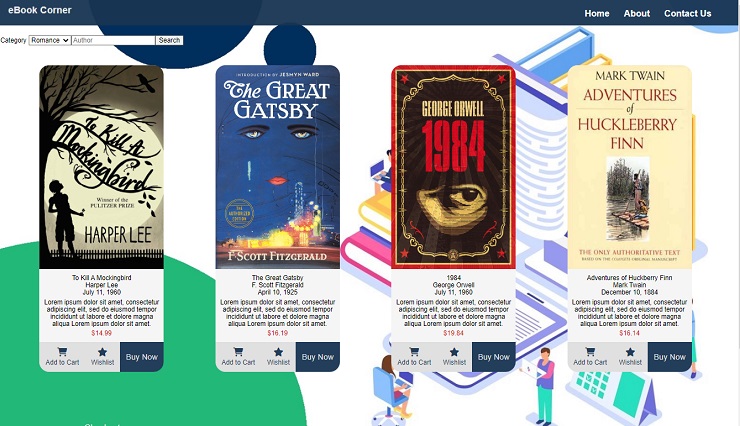 eBook Corner
Home About Contact Us
Category Romance Author Search
To Kill A
Mockingbird
Winner of the
PULITZER PRIZE
HARPER LEE
To Kill A Mockingbird
Harper Lee
July 11, 1960
Lorem ipsum dolor sit amet, consectetur
adipiscing elit, sed do eiusmod tempor
incididunt ut labore et dolore magna
aliqua Lorem ipsum dolor sit amet.
$14.99
Add to Cart Wishlist Buy Now
INTRODUCTION BY JESMYN WARD
The GREAT
GATSBY
THE
AUTHORIZED
EDITION
F. SCOTT FITZGERALD
The Great Gatsby
F. Scott Fitzgerald
April 10, 1925
Lorem ipsum dolor sit amet, consectetur
adipiscing elit, sed do eiusmod tempor
incididunt ut labore et dolore magna
aliqua Lorem ipsum dolor sit amet.
$16.19
Add to Cart Wishlist Buy Now
GEORGE ORWELL
1984
1984
George Orwell
July 11, 1960
Lorem ipsum dolor sit amet, consectetur
adipiscing elit, sed do eiusmod tempor
incididunt ut labore et dolore magna
aliqua Lorem ipsum dolor sit amet.
$19.84
Add to Cart Wishlist Buy Now
MARK TWAIN
ADVENTURES
of
HUCKLEBERRY
FINN
THE ONLY AUTHORITATIVE TEXT
BASED ON THE COMPLETE ORIGINAL MANUSCRIPT
Adventures of Huckberry Finn
Mark Twain
December 10, 1884
Lorem ipsum dolor sit amet, consectetur
adipiscing elit, sed do eiusmod tempor
incididunt ut labore et dolore magna
aliqua Lorem ipsum dolor sit amet.
$16.14
Add to Cart Wishlist Buy Now